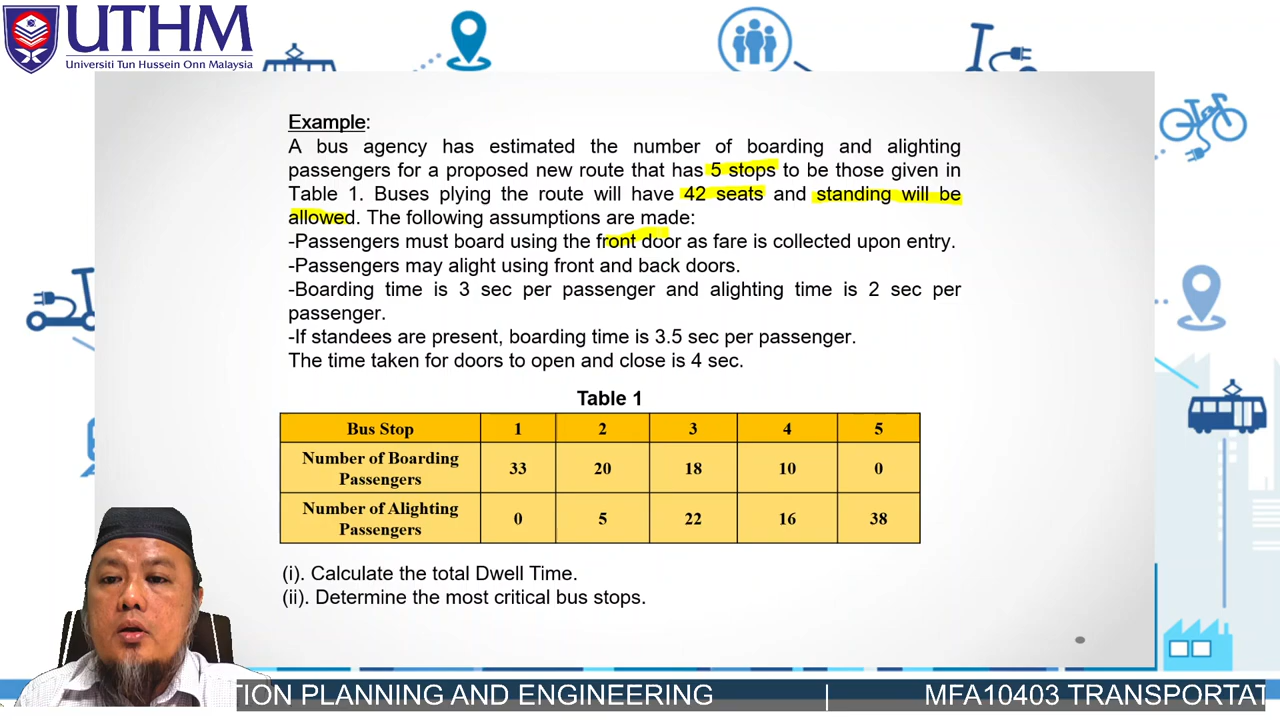 UTHM
Universiti Tun Hussein Onn Malaysia
Example:
A bus agency has estimated the number of boarding and alighting
passengers for a proposed new route that has 5 stops to be those given in
Table 1. Buses plying the route will have 42 seats and standing will be
allowed. The following assumptions are made:
-Passengers must board using the front door as fare is collected upon entry.
-Passengers may alight using front and back doors.
-Boarding time is 3 sec per passenger and alighting time is 2 sec per
passenger.
-If standees are present, boarding time is 3.5 sec per passenger.
The time taken for doors to open and close is 4 sec.
Table 1
Bus Stop 1 2 3 4 5
Number of Boarding
Passengers 33 20 18 10 0
Number of Alighting
Passengers 0 5 22 16 38
(i). Calculate the total Dwell Time.
(ii). Determine the most critical bus stops.
TION PLANNING AND ENGINEERING | MFA10403 TRANSPORTAT